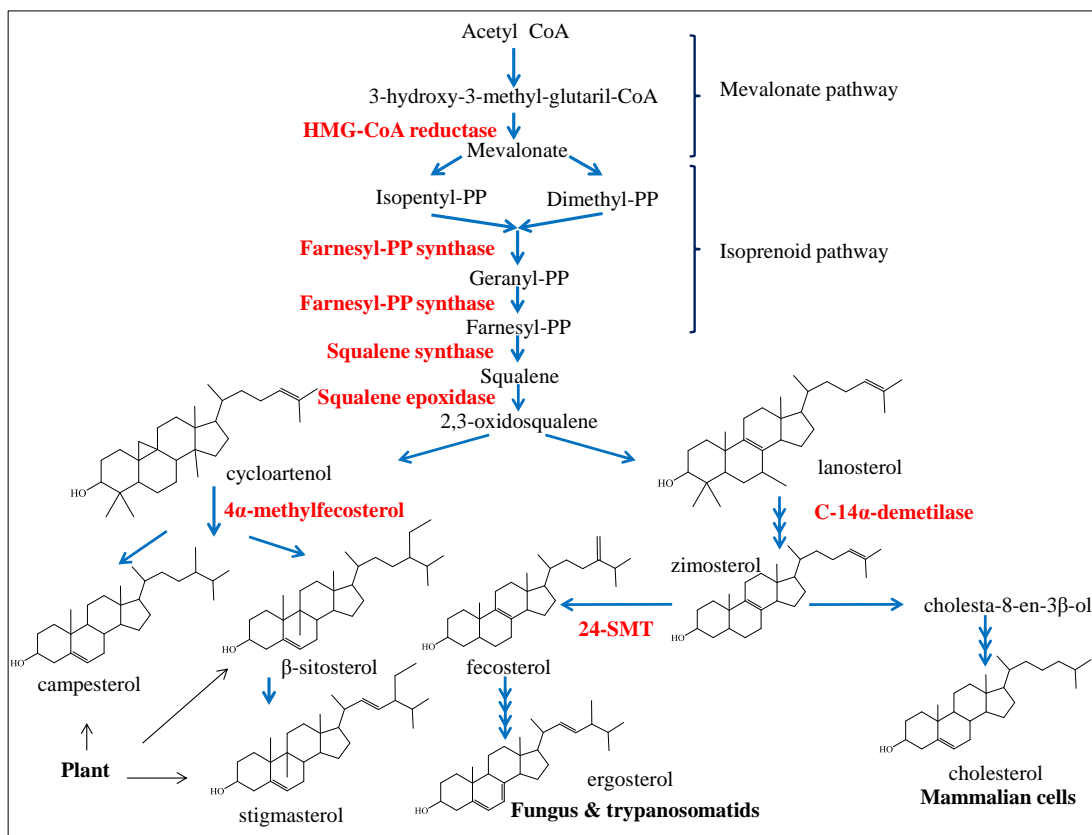 Acetyl CoA
3-hydroxy-3-methyl-glutaril-CoA
Mevalonate pathway
HMG-CoA reductase
Mevalonate
Isopentyl-PP
Dimethyl-PP
Farnesyl-PP synthase
Isoprenoid pathway
Geranyl-PP
Farnesyl-PP synthase
Farnesyl-PP
Squalene synthase
Squalene
Squalene epoxidase
2,3-oxidosqualene
HO
cycloartenol
HO
lanosterol
4α-methylfecosterol
C-14α-demetilase
zimosterol
HO
campesterol
HO
β-sitosterol
HO
fecosterol
24-SMT
HO
cholesta-8-en-3β-ol
Plant
HO
stigmasterol
HO
ergosterol
Fungus & trypanosomatids
HO
cholesterol
Mammalian cells